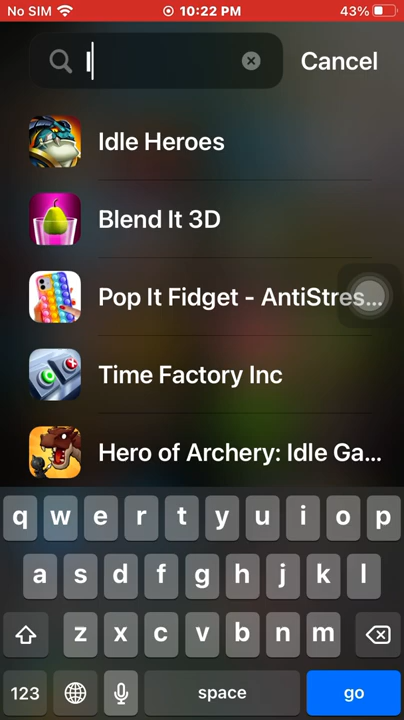 No SIM 10:22 PM 43%
I Cancel
Idle Heroes
Blend It 3D
Pop It Fidget - AntiStres...
Time Factory Inc
Hero of Archery: Idle Ga...
q w e r t y u i o p
a s d f g h j k l
z x c v b n m
123 space go